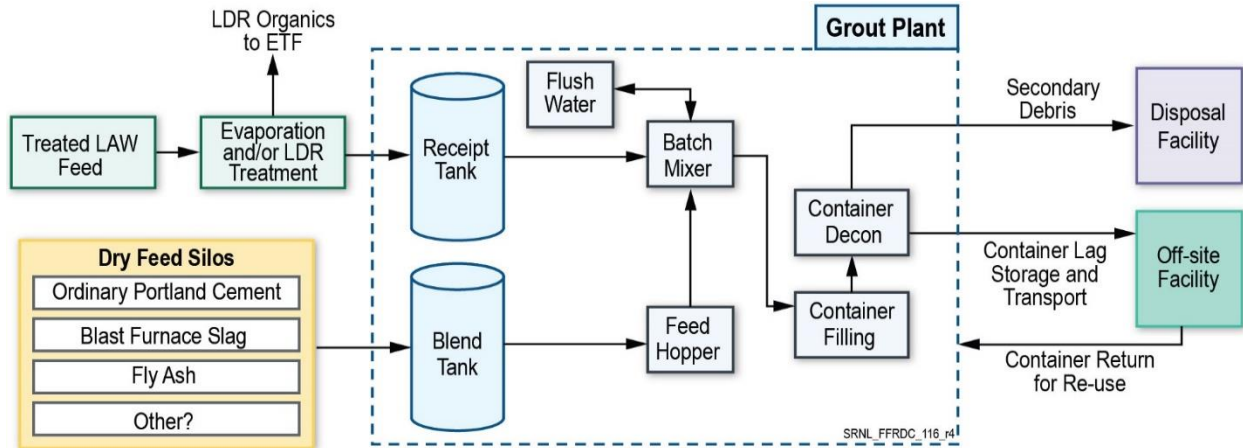 LDR Organics
to ETF
Grout Plant
Treated LAW
Feed
Evaporation
and/or LDR
Treatment
Receipt
Tank
Flush
Water
Batch
Mixer
Secondary
Debris
Disposal
Facility
Container
Decon
Container Lag
Storage and
Transport
Off-site
Facility
Dry Feed Silos
Ordinary Portland Cement
Blast Furnace Slag
Fly Ash
Other?
Blend
Tank
Feed
Hopper
Container
Filling
Container Return
for Re-use
SRNL_FFRDC_116_r4